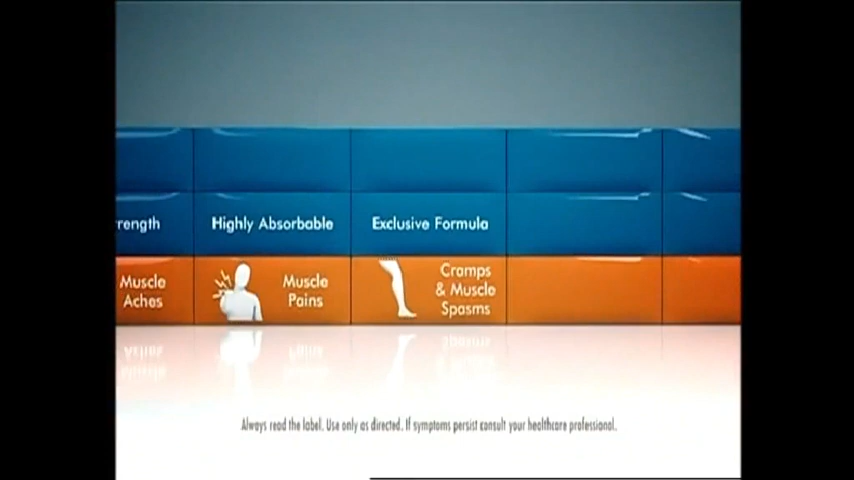 Highly Absorbable
Exclusive Formula
Muscle
Aches
Muscle
Pains
Cramps
& Muscle
Spasms
Always read the label. Use only as directed. If symptoms persist consult your healthcare professional.